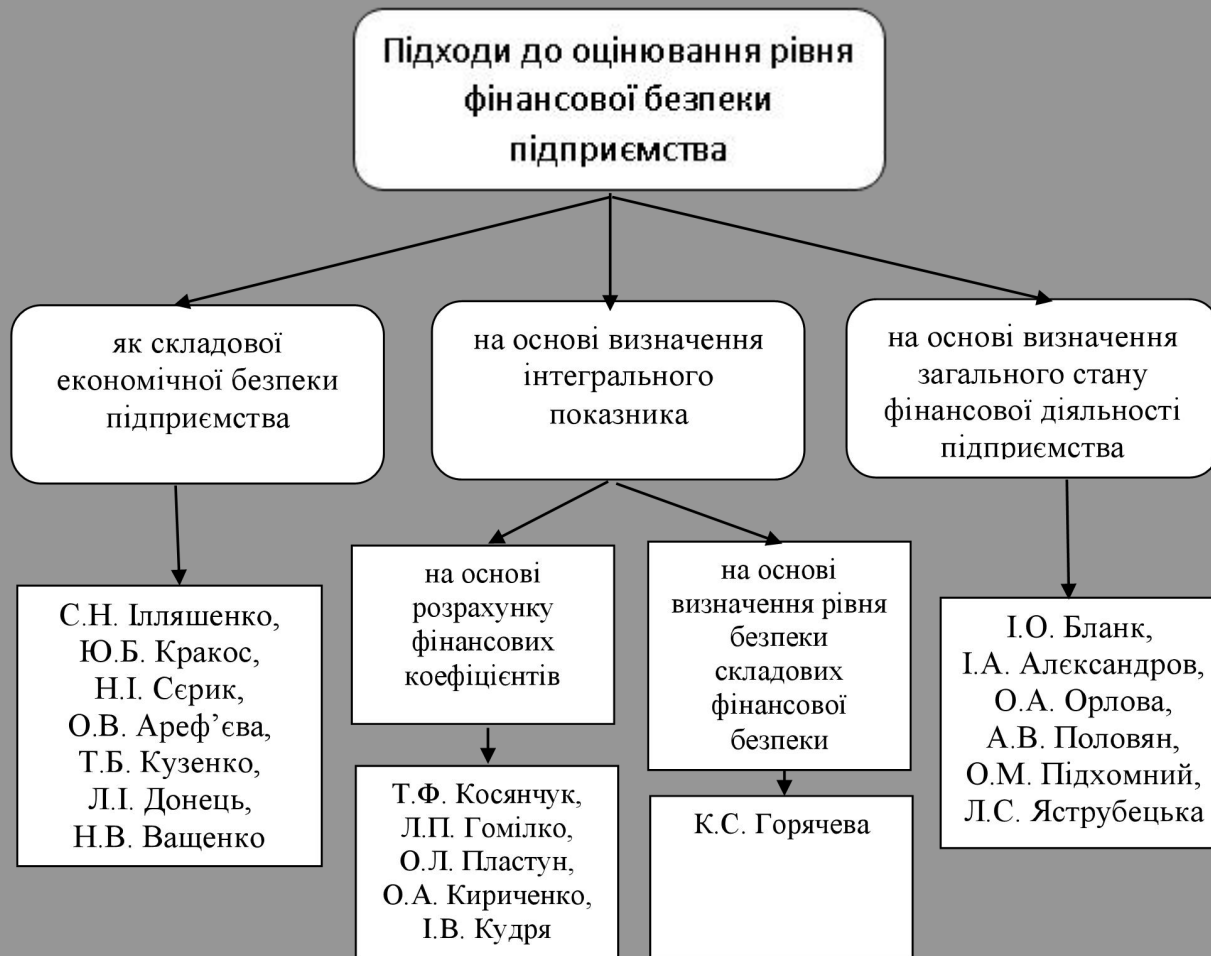 Підходи до оцінювання рівня
фінансової безпеки
підприємства
як складової
економічної безпеки
підприємства
на основі визначення
інтегрального
показника
на основі визначення
загального стану
фінансової діяльності
підприємства
С.Н. Ілляшенко,
Ю.Б. Кракос,
Н.І. Сєрик,
О.В. Ареф’єва,
Т.Б. Кузенко,
Л.І. Донець,
Н.В. Ващенко
на основі
розрахунку
фінансових
коефіцієнтів
на основі
визначення рівня
безпеки
складових
фінансової
безпеки
І.О. Бланк,
І.А. Алєксандров,
О.А. Орлова,
А.В. Половян,
О.М. Підхомний,
Л.С. Яструбецька
Т.Ф. Косянчук,
Л.П. Гомілко,
О.Л. Пластун,
О.А. Кириченко,
І.В. Кудря
К.С. Горячева